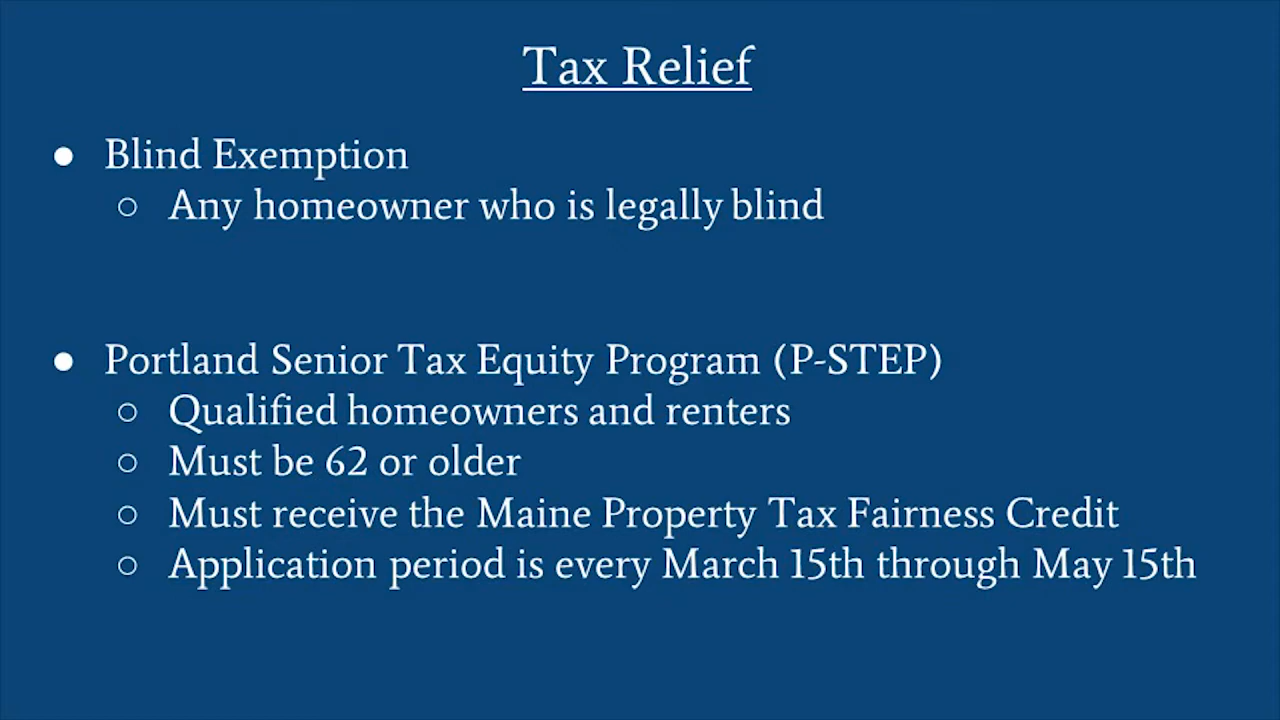 Tax Relief
● Blind Exemption
○ Any homeowner who is legally blind
● Portland Senior Tax Equity Program (P-STEP)
○ Qualified homeowners and renters
○ Must be 62 or older
○ Must receive the Maine Property Tax Fairness Credit
○ Application period is every March 15th through May 15th